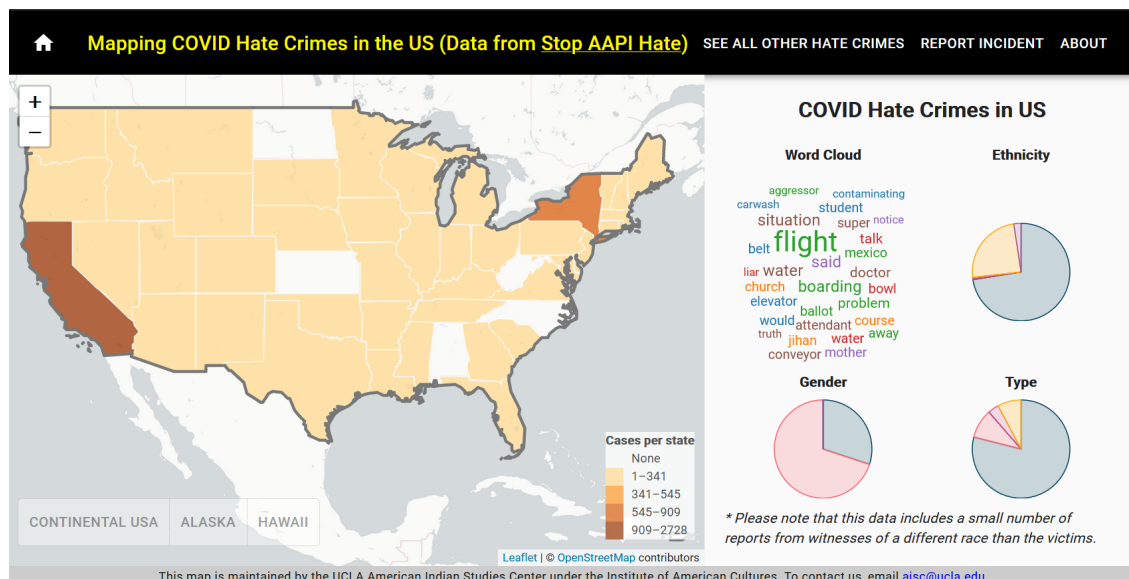 Mapping COVID Hate Crimes in the US (Data from Stop AAPI Hate)
SEE ALL OTHER HATE CRIMES
REPORT INCIDENT
ABOUT
+
−
CONTINENTAL USA
ALASKA
HAWAII
Cases per state
None
1–341
341–545
545–909
909–2728
Leaflet | © OpenStreetMap contributors
COVID Hate Crimes in US
Word Cloud
aggressor
contaminating
carwash
student
situation
super
notice
flight
talk
belt
mexico
said
liar
water
doctor
church
boarding
bowl
elevator
problem
ballot
would
attendant
course
truth
jihan
water
away
conveyor
mother
Ethnicity
Gender
Type
* Please note that this data includes a small number of
reports from witnesses of a different race than the victims.
This map is maintained by the UCLA American Indian Studies Center under the Institute of American Cultures. To contact us, email aisc@ucla.edu